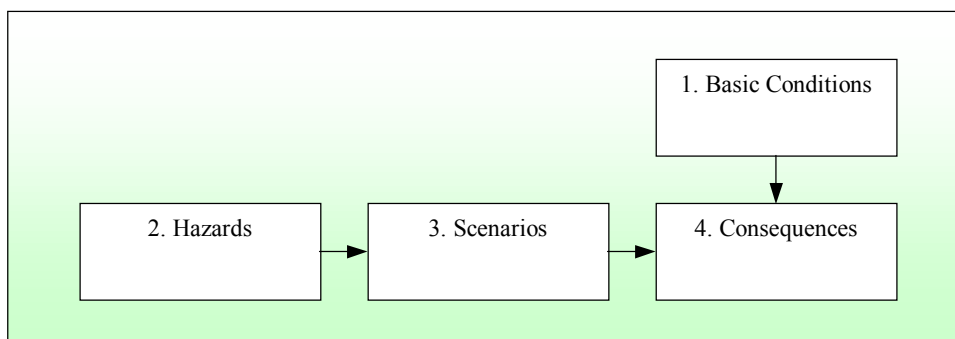 1. Basic Conditions
2. Hazards
3. Scenarios
4. Consequences